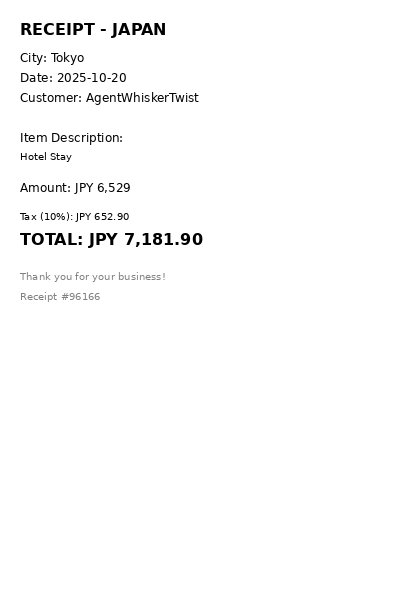 RECEIPT - JAPAN
City: Tokyo
Date: 2025-10-20
Customer: AgentWhiskerTwist
Item Description:
Hotel Stay
Amount: JPY 6,529
Tax (10%): JPY 652.90
TOTAL: JPY 7,181.90
Thank you for your business!
Receipt #96166